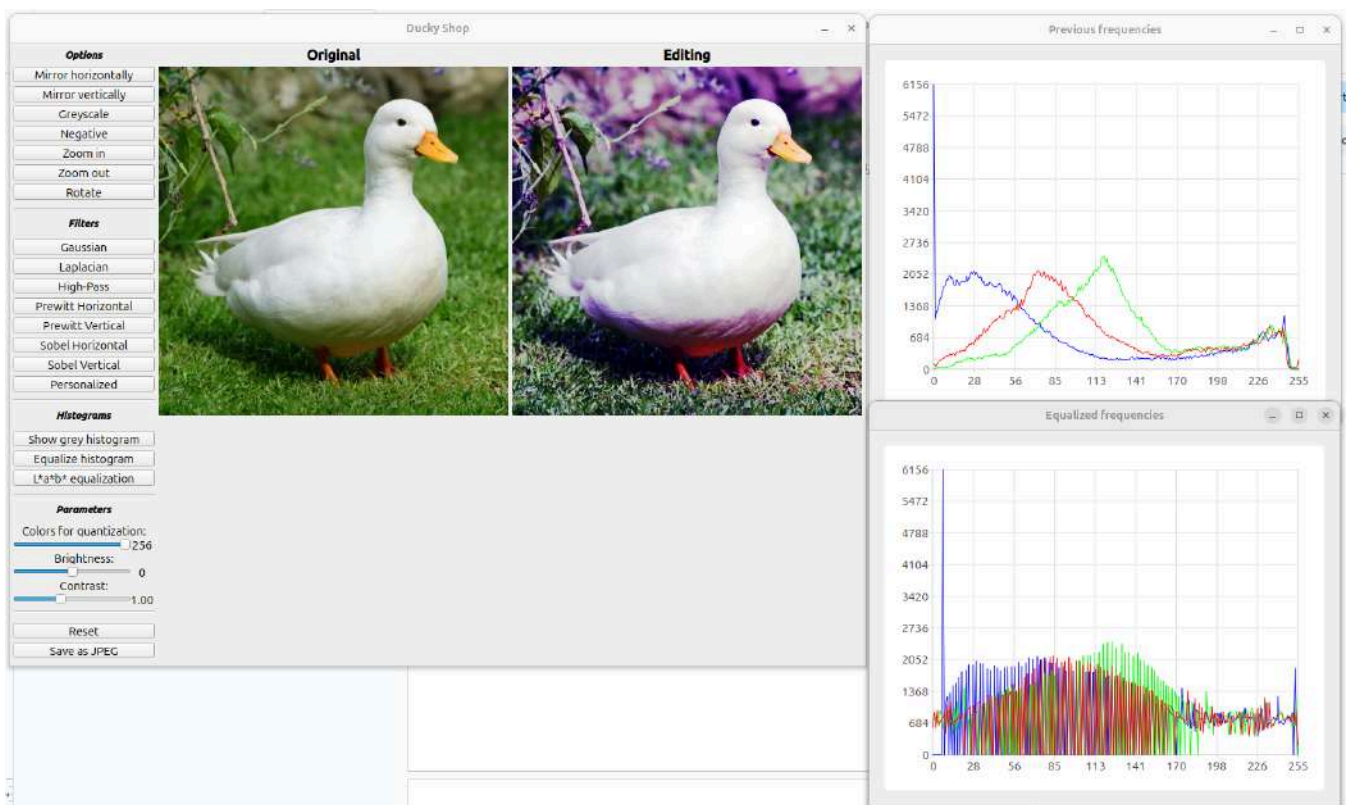 Ducky Shop
Options
Mirror horizontally
Mirror vertically
Greyscale
Negative
Zoom in
Zoom out
Rotate
Filters
Gaussian
Laplacian
High-Pass
Prewitt Horizontal
Prewitt Vertical
Sobel Horizontal
Sobel Vertical
Personalized
Histograms
Show grey histogram
Equalize histogram
L*a*b* equalization
Parameters
Colors for quantization:
256
Brightness:
0
Contrast:
1.00
Reset
Save as JPEG
Original
Editing
Previous frequencies
6156
5472
4788
4104
3420
2736
2052
1368
684
0
0 28 56 85 113 141 170 198 226 255
Equalized frequencies
6156
5472
4788
4104
3420
2736
2052
1368
684
0
0 28 56 85 113 141 170 198 226 255